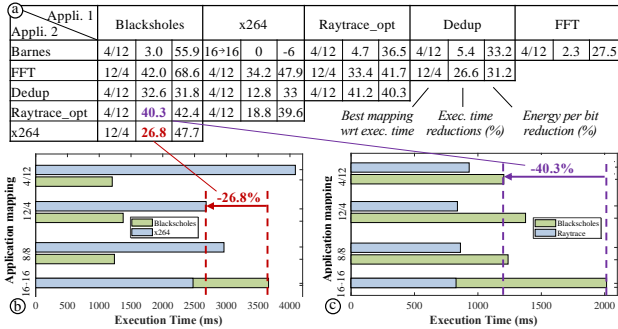 a Appli. 1
Appli. 2 Blacksholes x264 Raytrace_opt Dedup FFT
Barnes 4/12 3.0 55.9 16→16 0 -6 4/12 4.7 36.5 4/12 5.4 33.2 4/12 2.3 27.5
FFT 12/4 42.0 68.6 4/12 34.2 47.9 12/4 33.4 41.7 12/4 26.6 31.2
Dedup 4/12 32.6 31.8 4/12 12.8 33 4/12 41.2 40.3
Raytrace_opt 4/12 40.3 42.4 4/12 18.8 39.6
x264 12/4 26.8 47.7
Best mapping wrt exec. time
Exec. time reductions (%)
Energy per bit reduction (%)
b
Application mapping
4/12
12/4
8/8
16→16
-26.8%
Blackscholes
x264
0 500 1000 1500 2000 2500 3000 3500 4000
Execution Time (ms)
c
Application mapping
4/12
12/4
8/8
16→16
-40.3%
Blackscholes
Raytrace
0 500 1000 1500 2000
Execution Time (ms)